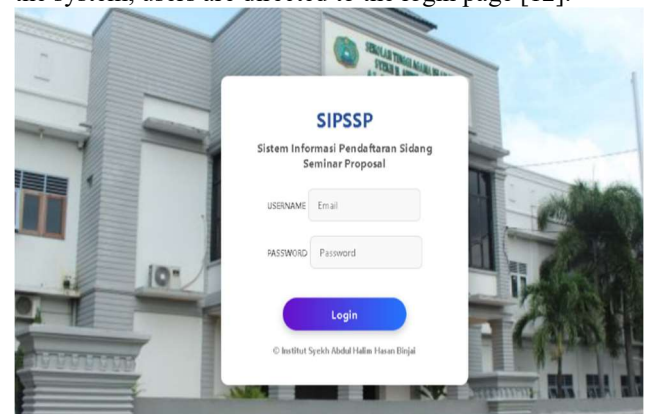 the system, users are directed to the login page [12].
SIPSSP
Sistem Informasi Pendaftaran Sidang
Seminar Proposal
USERNAME Email
PASSWORD Password
Login
© Institut Syekh Abdul Halim Hasan Binjai